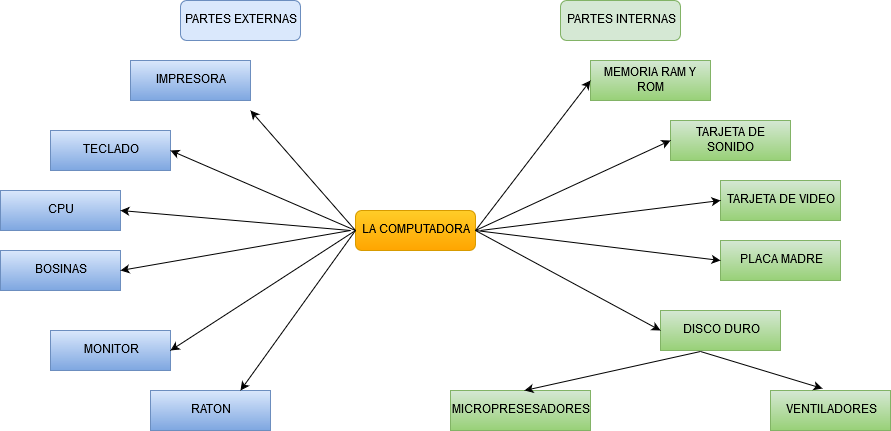 PARTES EXTERNAS
PARTES INTERNAS
IMPRESORA
MEMORIA RAM Y
ROM
TECLADO
TARJETA DE
SONIDO
CPU
TARJETA DE VIDEO
LA COMPUTADORA
BOSINAS
PLACA MADRE
MONITOR
DISCO DURO
RATON
MICROPRESESADORES
VENTILADORES